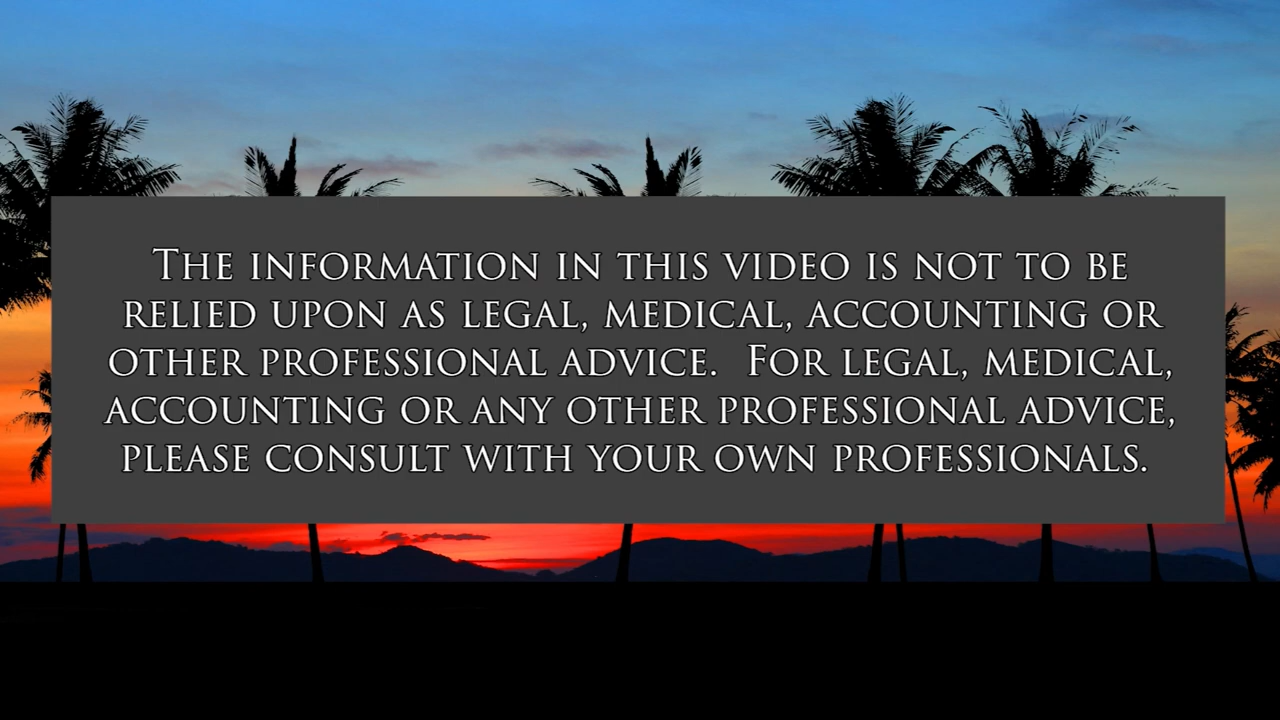 The information in this video is not to be
relied upon as legal, medical, accounting or
other professional advice.  For legal, medical,
accounting or any other professional advice,
please consult with your own professionals.